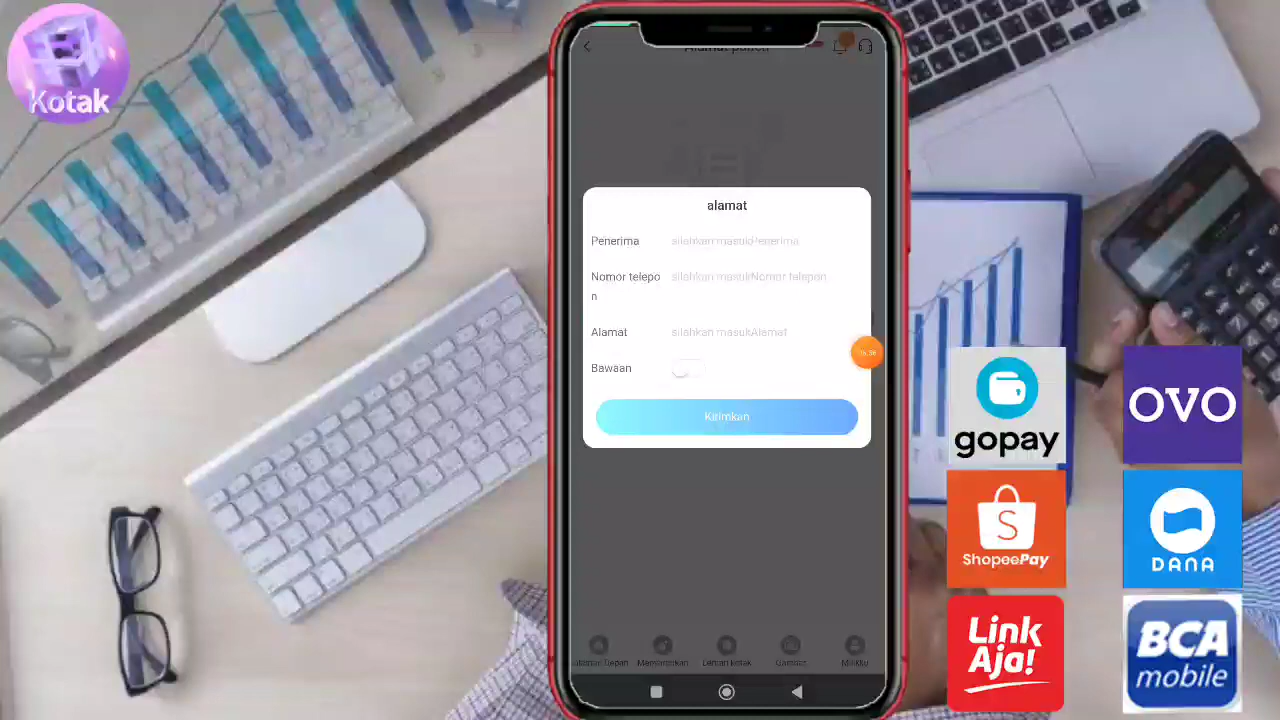 Kotak
alamat
Penerima silahkan masukPenerima
Nomor telepo silahkan masukNomor telepon
n
Alamat silahkan masukAlamat
Bawaan
Kirimkan
Milikku
gopay
OVO
ShopeePay
DANA
Link
Aja!
BCA
mobile